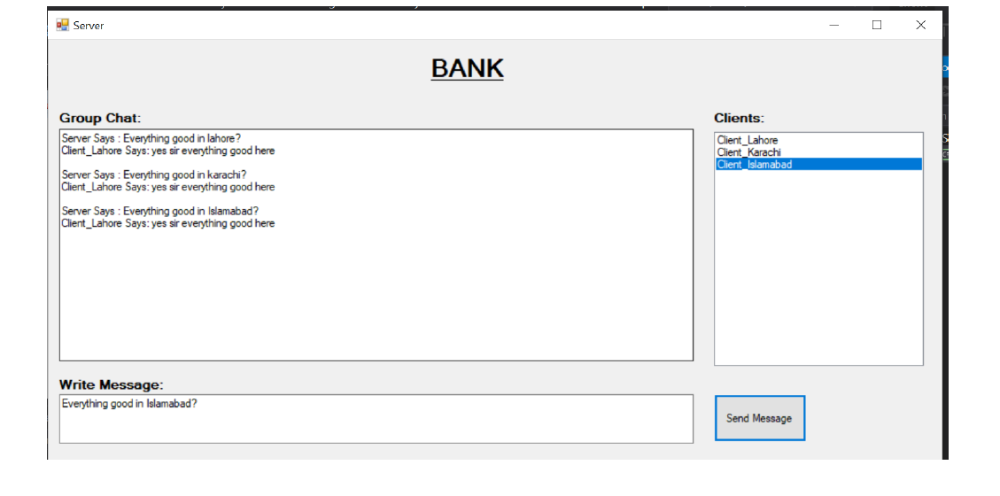 Server
BANK
Group Chat:
Server Says : Everything good in lahore?
Client_Lahore Says: yes sir everything good here
Server Says : Everything good in karachi?
Client_Lahore Says: yes sir everything good here
Server Says : Everything good in Islamabad?
Client_Lahore Says: yes sir everything good here
Clients:
Client_Lahore
Client_Karachi
Client_Islamabad
Write Message:
Everything good in Islamabad?
Send Message